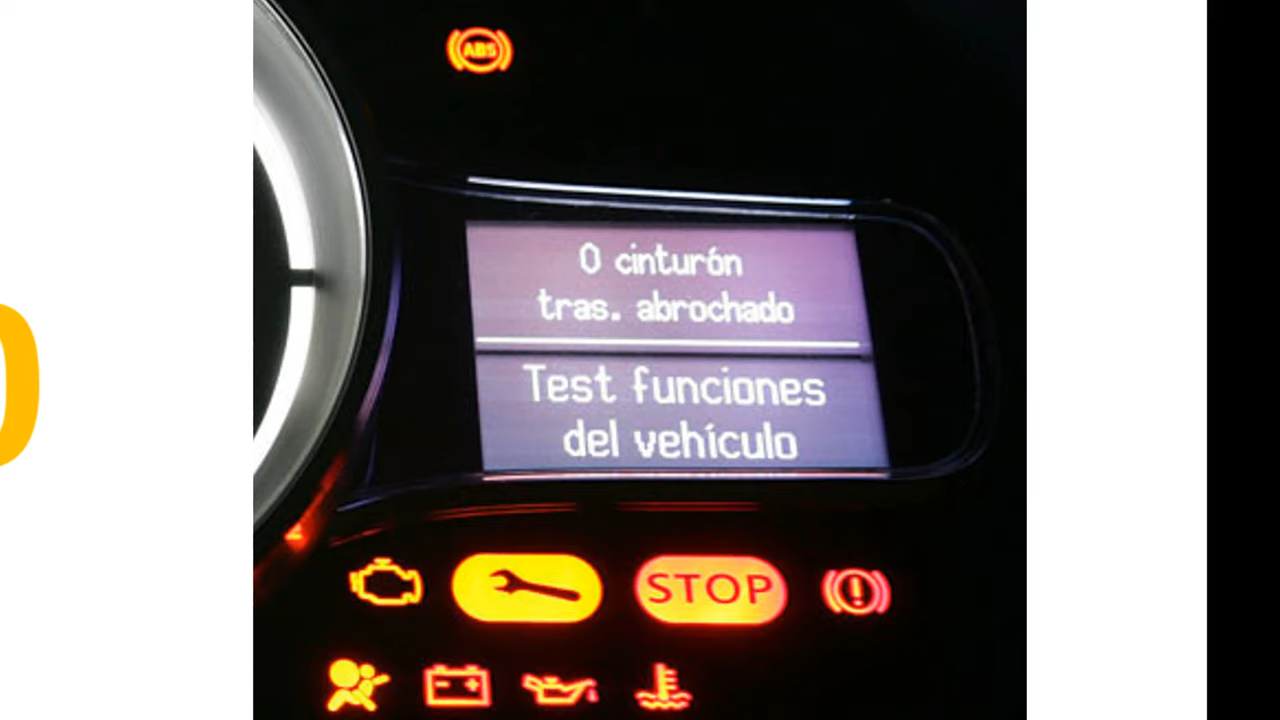 ABS
0 cinturón
tras. abrochado
Test funciones
del vehículo
STOP